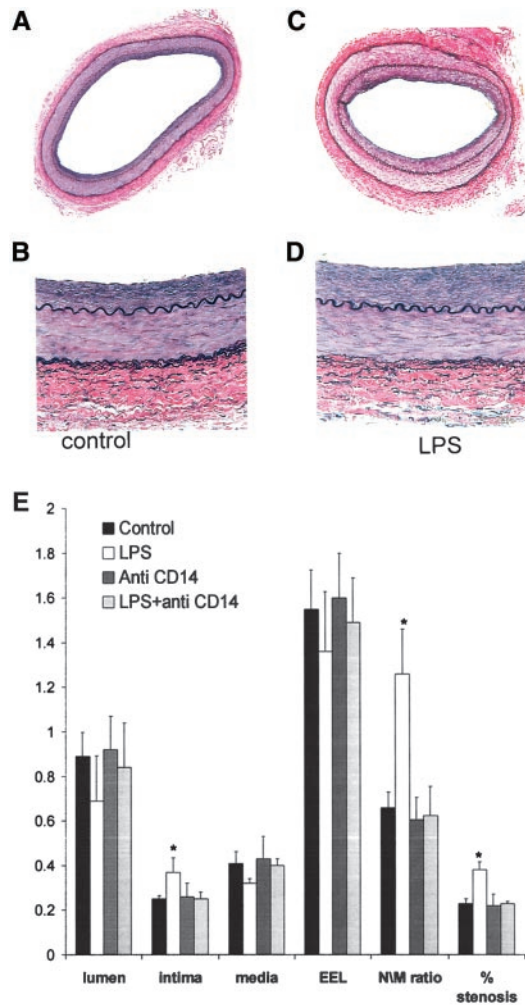 A
C
B
D
control
LPS
E
2
1.8
1.6
1.4
1.2
1
0.8
0.6
0.4
0.2
0
Control
LPS
Anti CD14
LPS+anti CD14
*
*
*
lumen
intima
media
EEL
N\M ratio
%
stenosis